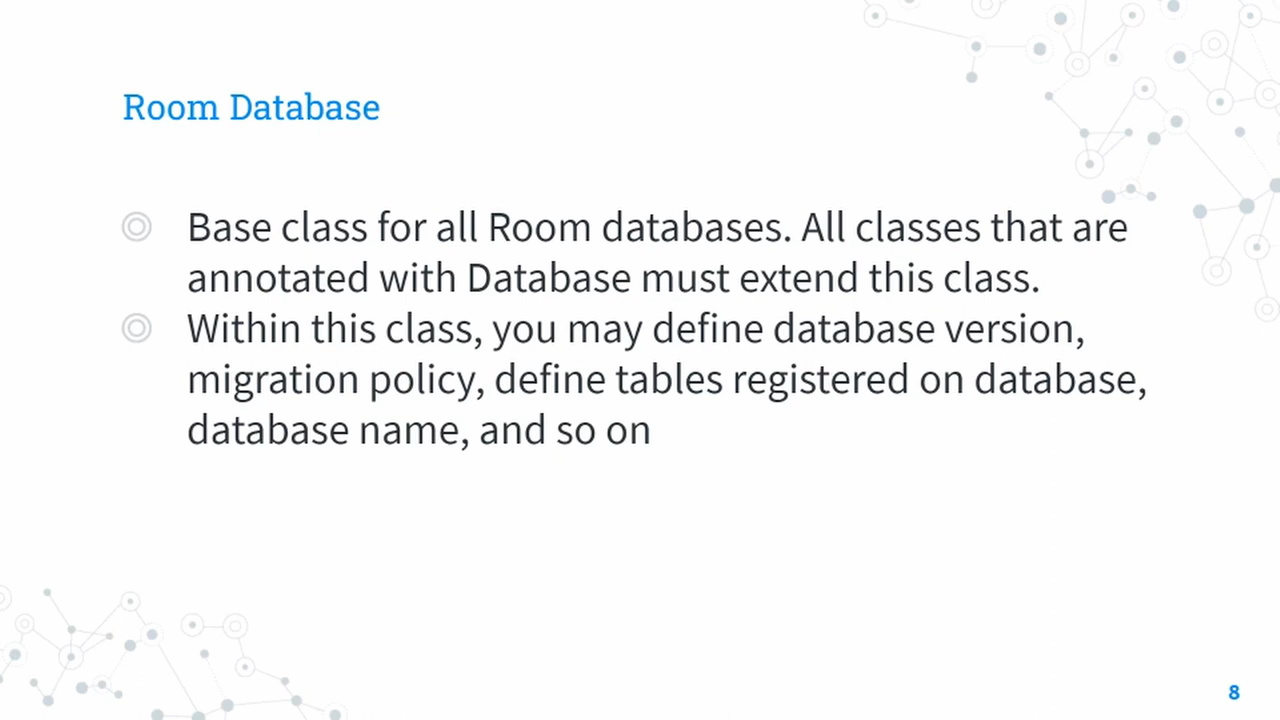 Room Database
Base class for all Room databases. All classes that are
annotated with Database must extend this class.
Within this class, you may define database version,
migration policy, define tables registered on database,
database name, and so on
8